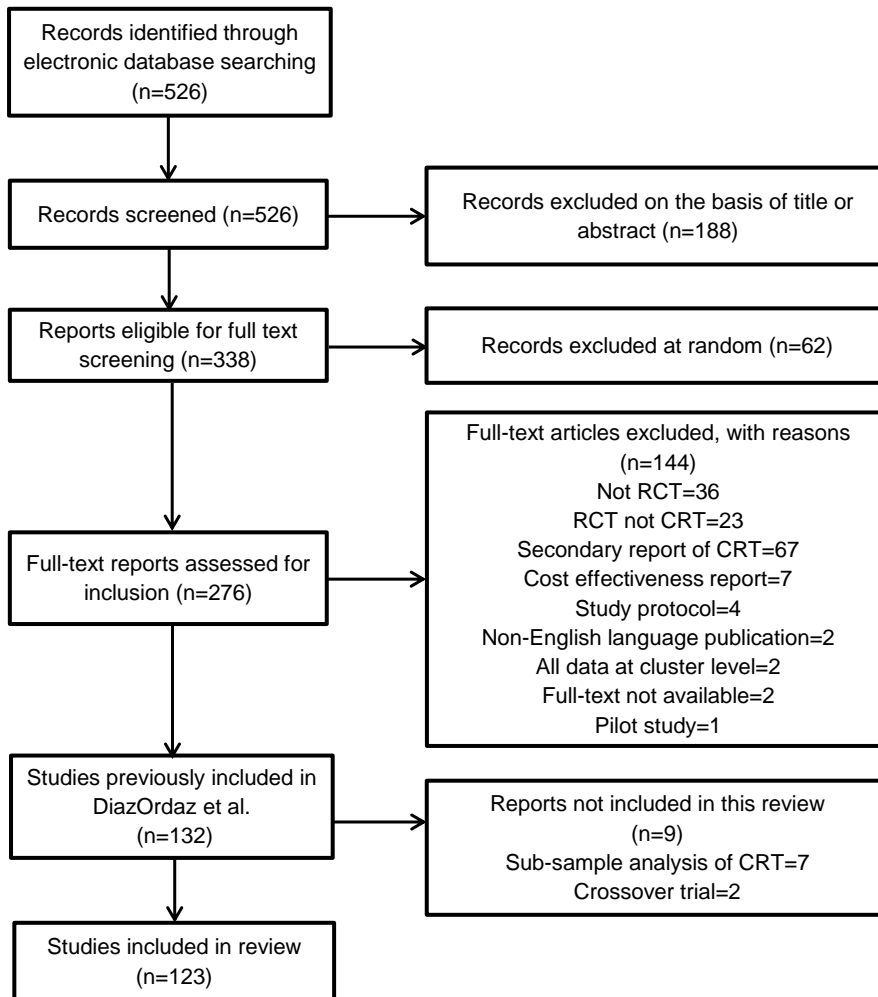 Records identified through
electronic database searching
(n=526)
Records screened (n=526)
Records excluded on the basis of title or
abstract (n=188)
Reports eligible for full text
screening (n=338)
Records excluded at random (n=62)
Full-text articles excluded, with reasons
(n=144)
Not RCT=36
RCT not CRT=23
Secondary report of CRT=67
Cost effectiveness report=7
Study protocol=4
Non-English language publication=2
All data at cluster level=2
Full-text not available=2
Pilot study=1
Full-text reports assessed for
inclusion (n=276)
Studies previously included in
DiazOrdaz et al.
(n=132)
Reports not included in this review
(n=9)
Sub-sample analysis of CRT=7
Crossover trial=2
Studies included in review
(n=123)